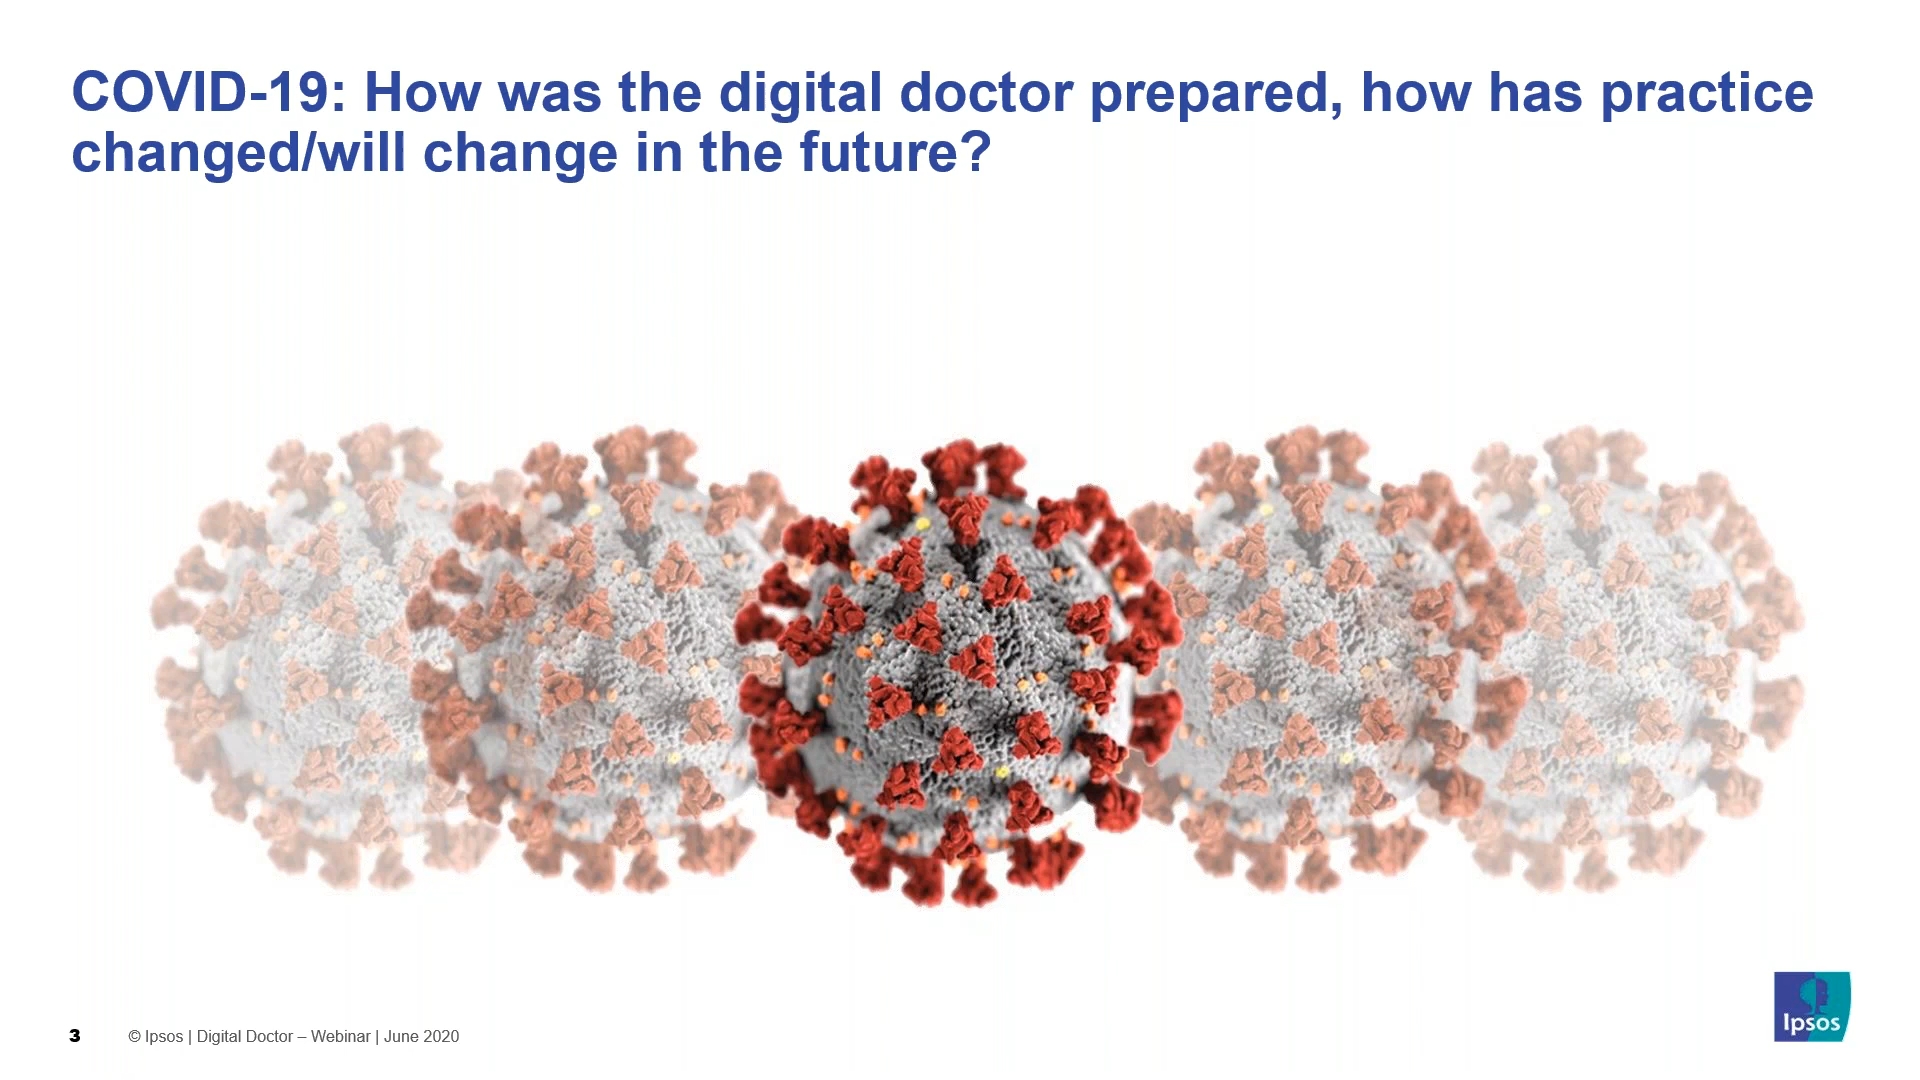 COVID-19: How was the digital doctor prepared, how has practice
changed/will change in the future?
3
© Ipsos | Digital Doctor – Webinar | June 2020
Ipsos